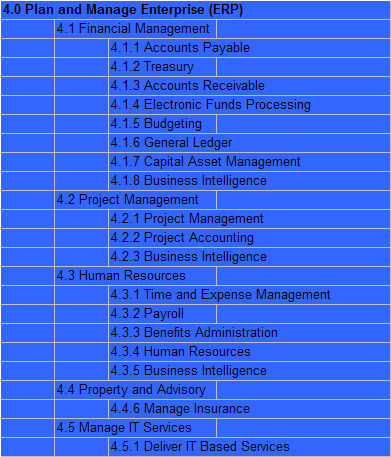 4.0 Plan and Manage Enterprise (ERP)
4.1 Financial Management
4.1.1 Accounts Payable
4.1.2 Treasury
4.1.3 Accounts Receivable
4.1.4 Electronic Funds Processing
4.1.5 Budgeting
4.1.6 General Ledger
4.1.7 Capital Asset Management
4.1.8 Business Intelligence
4.2 Project Management
4.2.1 Project Management
4.2.2 Project Accounting
4.2.3 Business Intelligence
4.3 Human Resources
4.3.1 Time and Expense Management
4.3.2 Payroll
4.3.3 Benefits Administration
4.3.4 Human Resources
4.3.5 Business Intelligence
4.4 Property and Advisory
4.4.6 Manage Insurance
4.5 Manage IT Services
4.5.1 Deliver IT Based Services